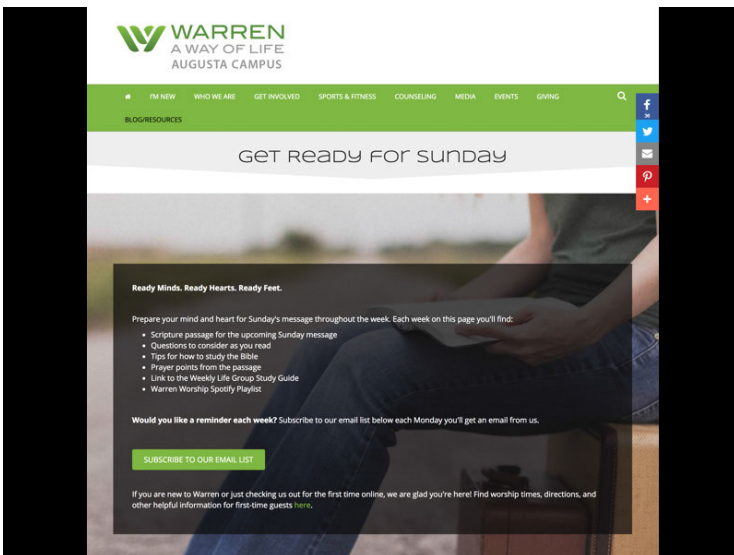 WARREN
A WAY OF LIFE
AUGUSTA CAMPUS
I'M NEW WHO WE ARE GET INVOLVED SPORTS & FITNESS COUNSELING MEDIA EVENTS GIVING
BLOG/RESOURCES
36
Get Ready For Sunday
Ready Minds. Ready Hearts. Ready Feet.
Prepare your mind and heart for Sunday's message throughout the week. Each week on this page you'll find:
• Scripture passage for the upcoming Sunday message
• Questions to consider as you read
• Tips for how to study the Bible
• Prayer points from the passage
• Link to the Weekly Life Group Study Guide
• Warren Worship Spotify Playlist
Would you like a reminder each week? Subscribe to our email list below each Monday you'll get an email from us.
SUBSCRIBE TO OUR EMAIL LIST
If you are new to Warren or just checking us out for the first time online, we are glad you're here! Find worship times, directions, and
other helpful information for first-time guests here.